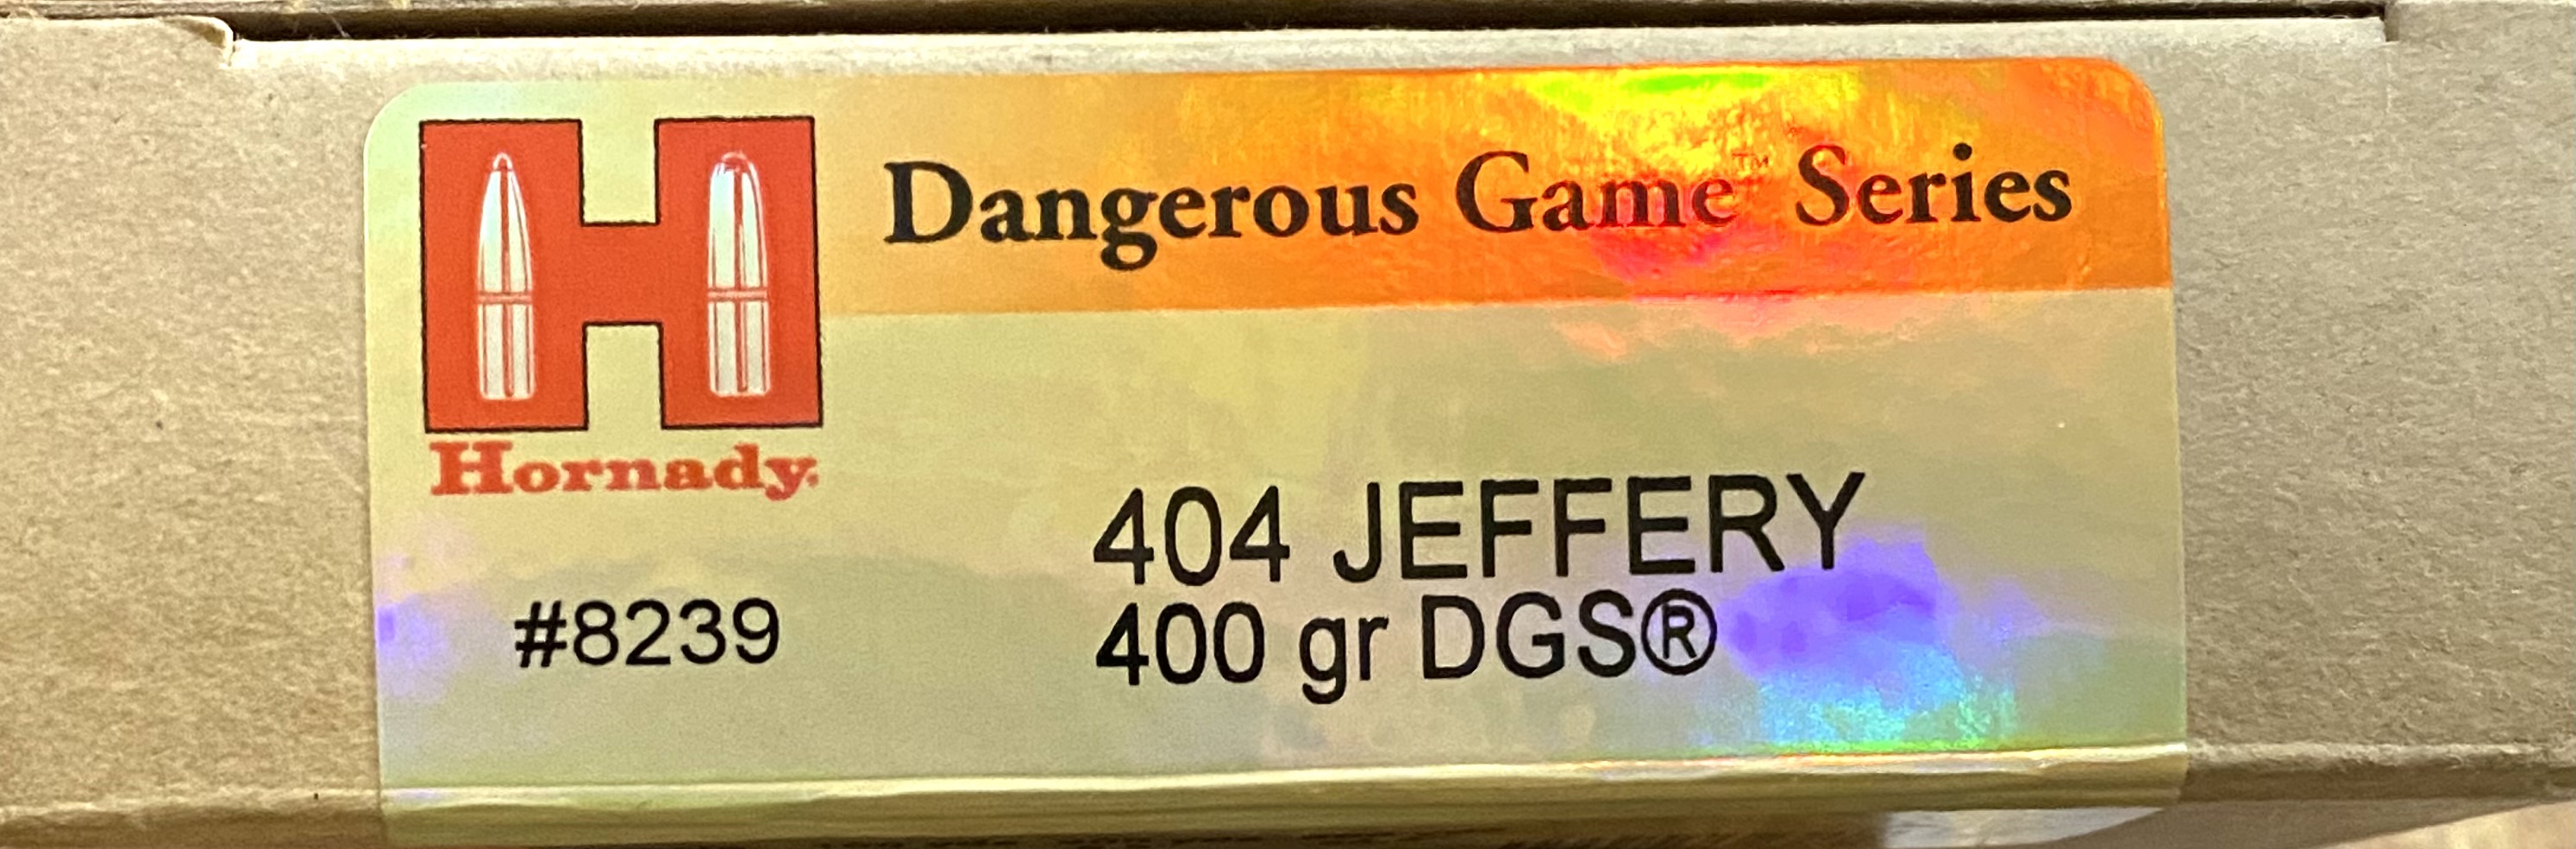 Dangerous Game™ Series
Hornady®
404 JEFFERY
#8239
400 gr DGS®